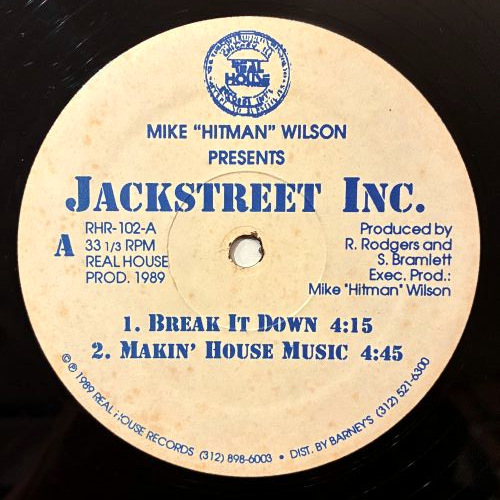 REAL HOUSE
MIKE "HITMAN" WILSON
PRESENTS
JACKSTREET INC.
A
RHR-102-A
33 1/3 RPM
REAL HOUSE
PROD. 1989
Produced by
R. Rodgers and
S. Bramlett
Exec. Prod.:
Mike "Hitman" Wilson
1. BREAK IT DOWN 4:15
2. MAKIN' HOUSE MUSIC 4:45
© ℗ 1989 REAL HOUSE RECORDS (312) 898-6003 • DIST. BY BARNEY'S (312) 521-6300